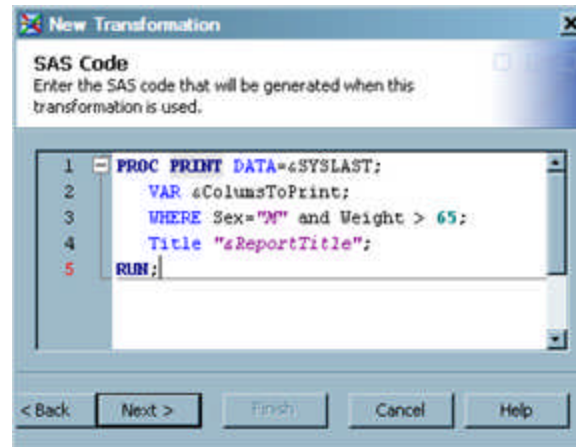 New Transformation
SAS Code
Enter the SAS code that will be generated when this
transformation is used.
1 PROC PRINT DATA=&SYSLAST;
2 VAR &ColumsToPrint;
3 WHERE Sex="M" and Weight > 65;
4 Title "&ReportTitle";
5 RUN;
< Back Next > Finish Cancel Help